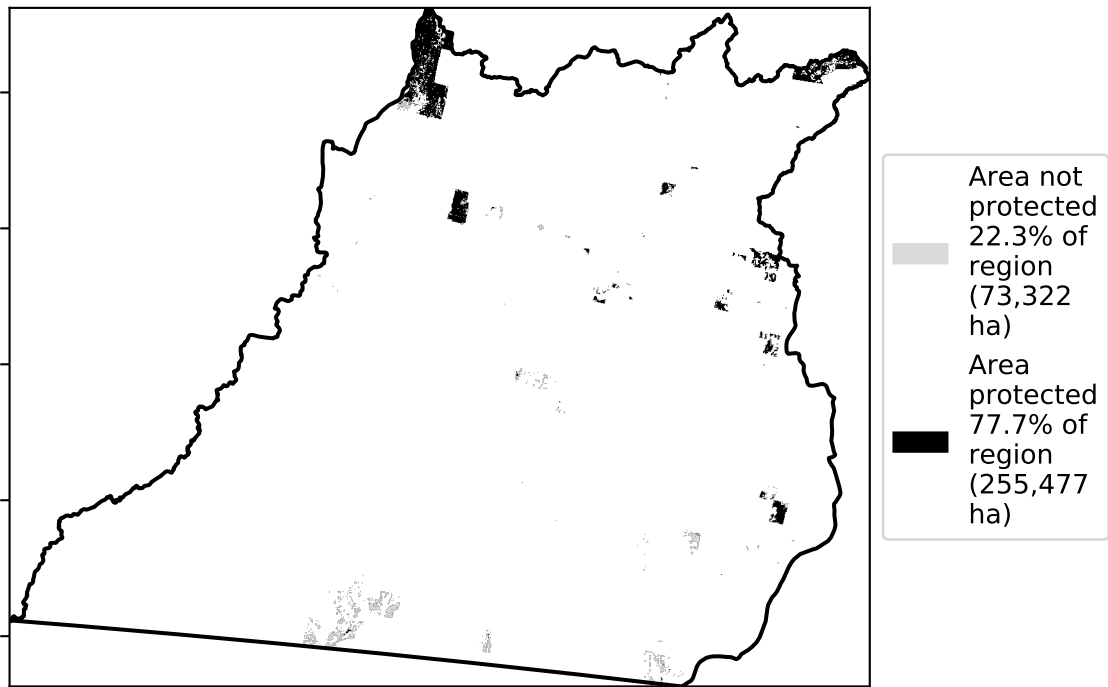 Area not
protected
22.3% of
region
(73,322
ha)
Area
protected
77.7% of
region
(255,477
ha)